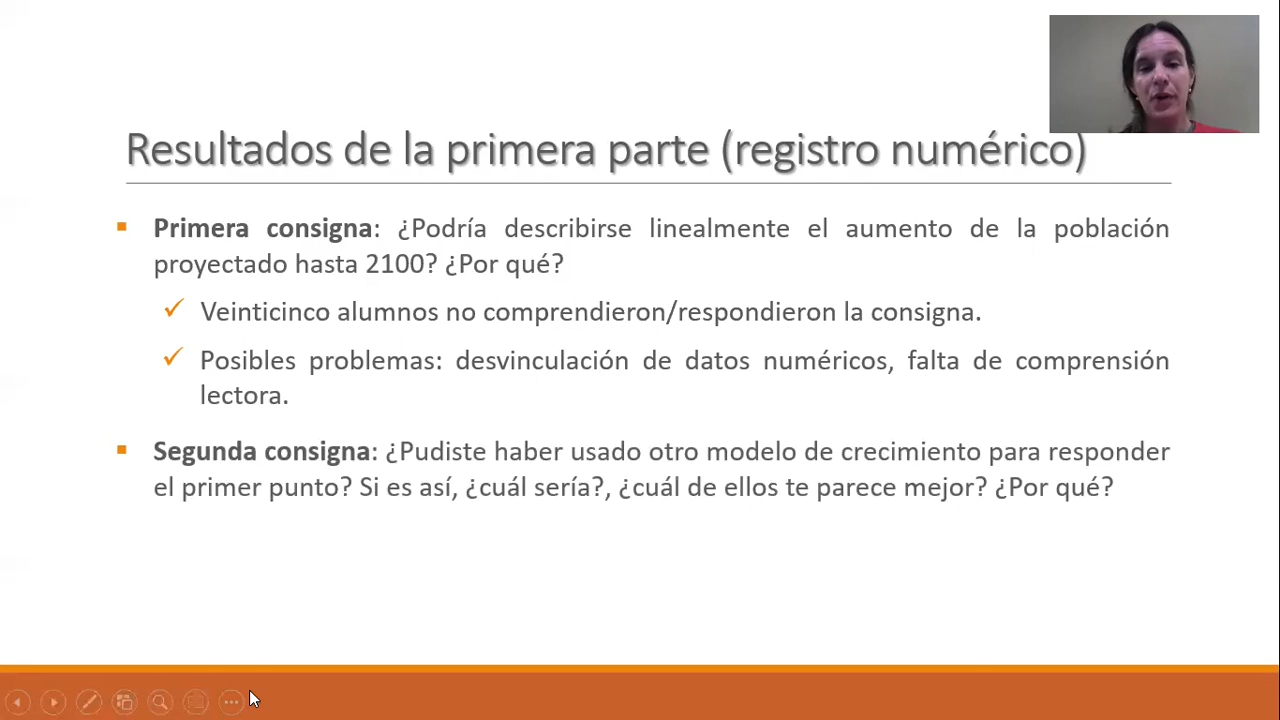 Resultados de la primera parte (registro numérico)
Primera consigna: ¿Podría describirse linealmente el aumento de la población
proyectado hasta 2100? ¿Por qué?
Veinticinco alumnos no comprendieron/respondieron la consigna.
Posibles problemas: desvinculación de datos numéricos, falta de comprensión
lectora.
Segunda consigna: ¿Pudiste haber usado otro modelo de crecimiento para responder
el primer punto? Si es así, ¿cuál sería?, ¿cuál de ellos te parece mejor? ¿Por qué?